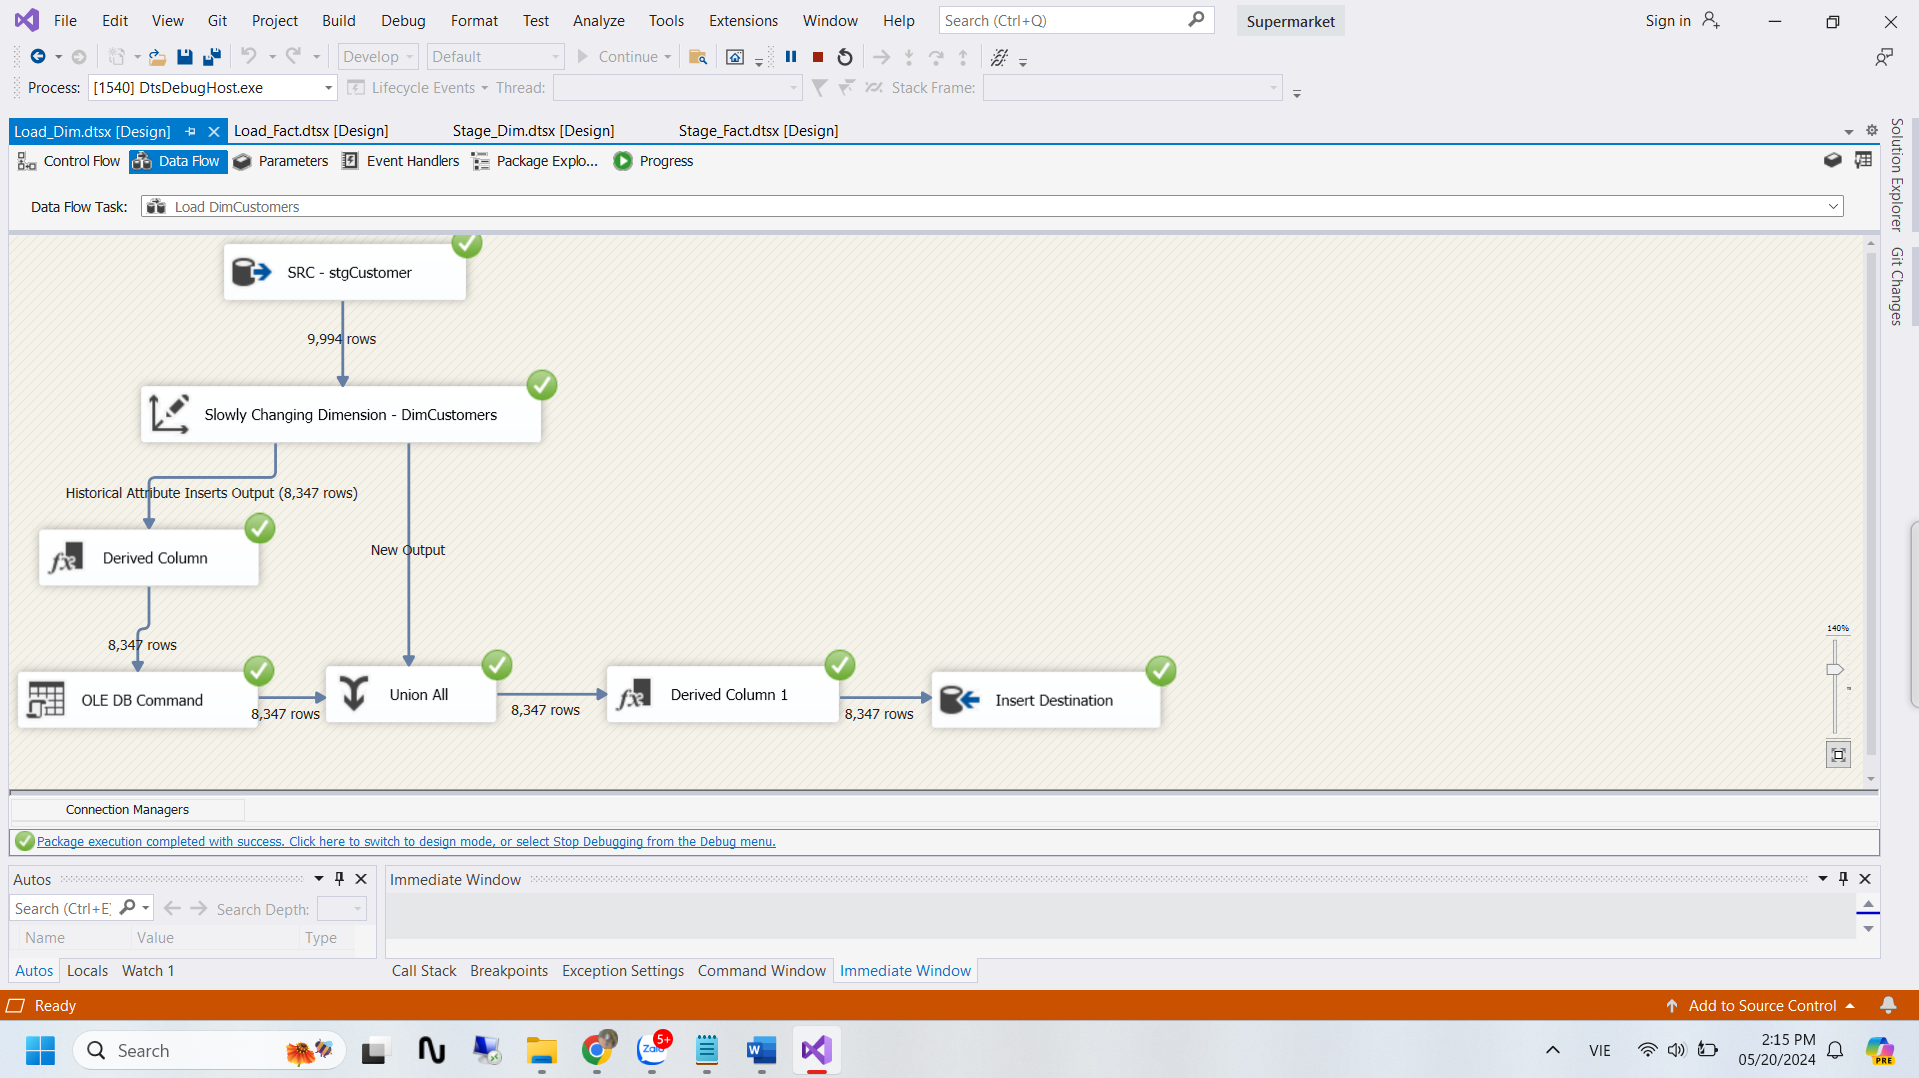 File Edit View Git Project Build Debug Format Test Analyze Tools Extensions Window Help Search (Ctrl+Q) Supermarket Sign in
Develop Default Continue
Process: [1540] DtsDebugHost.exe Lifecycle Events Thread: Stack Frame:
Load_Dim.dtsx [Design] Load_Fact.dtsx [Design] Stage_Dim.dtsx [Design] Stage_Fact.dtsx [Design]
Control Flow Data Flow Parameters Event Handlers Package Explo... Progress
Solution Explorer
Git Changes
Data Flow Task: Load DimCustomers
SRC - stgCustomer
9,994 rows
Slowly Changing Dimension - DimCustomers
Historical Attribute Inserts Output (8,347 rows)
New Output
Derived Column
8,347 rows
140%
OLE DB Command
8,347 rows
Union All
8,347 rows
Derived Column 1
8,347 rows
Insert Destination
Connection Managers
Package execution completed with success. Click here to switch to design mode, or select Stop Debugging from the Debug menu.
Autos
Immediate Window
Search (Ctrl+E) Search Depth:
Name Value Type
Autos Locals Watch 1
Call Stack Breakpoints Exception Settings Command Window Immediate Window
Ready
Add to Source Control
Search
Zalo
5+
VIE
2:15 PM
05/20/2024
PRE